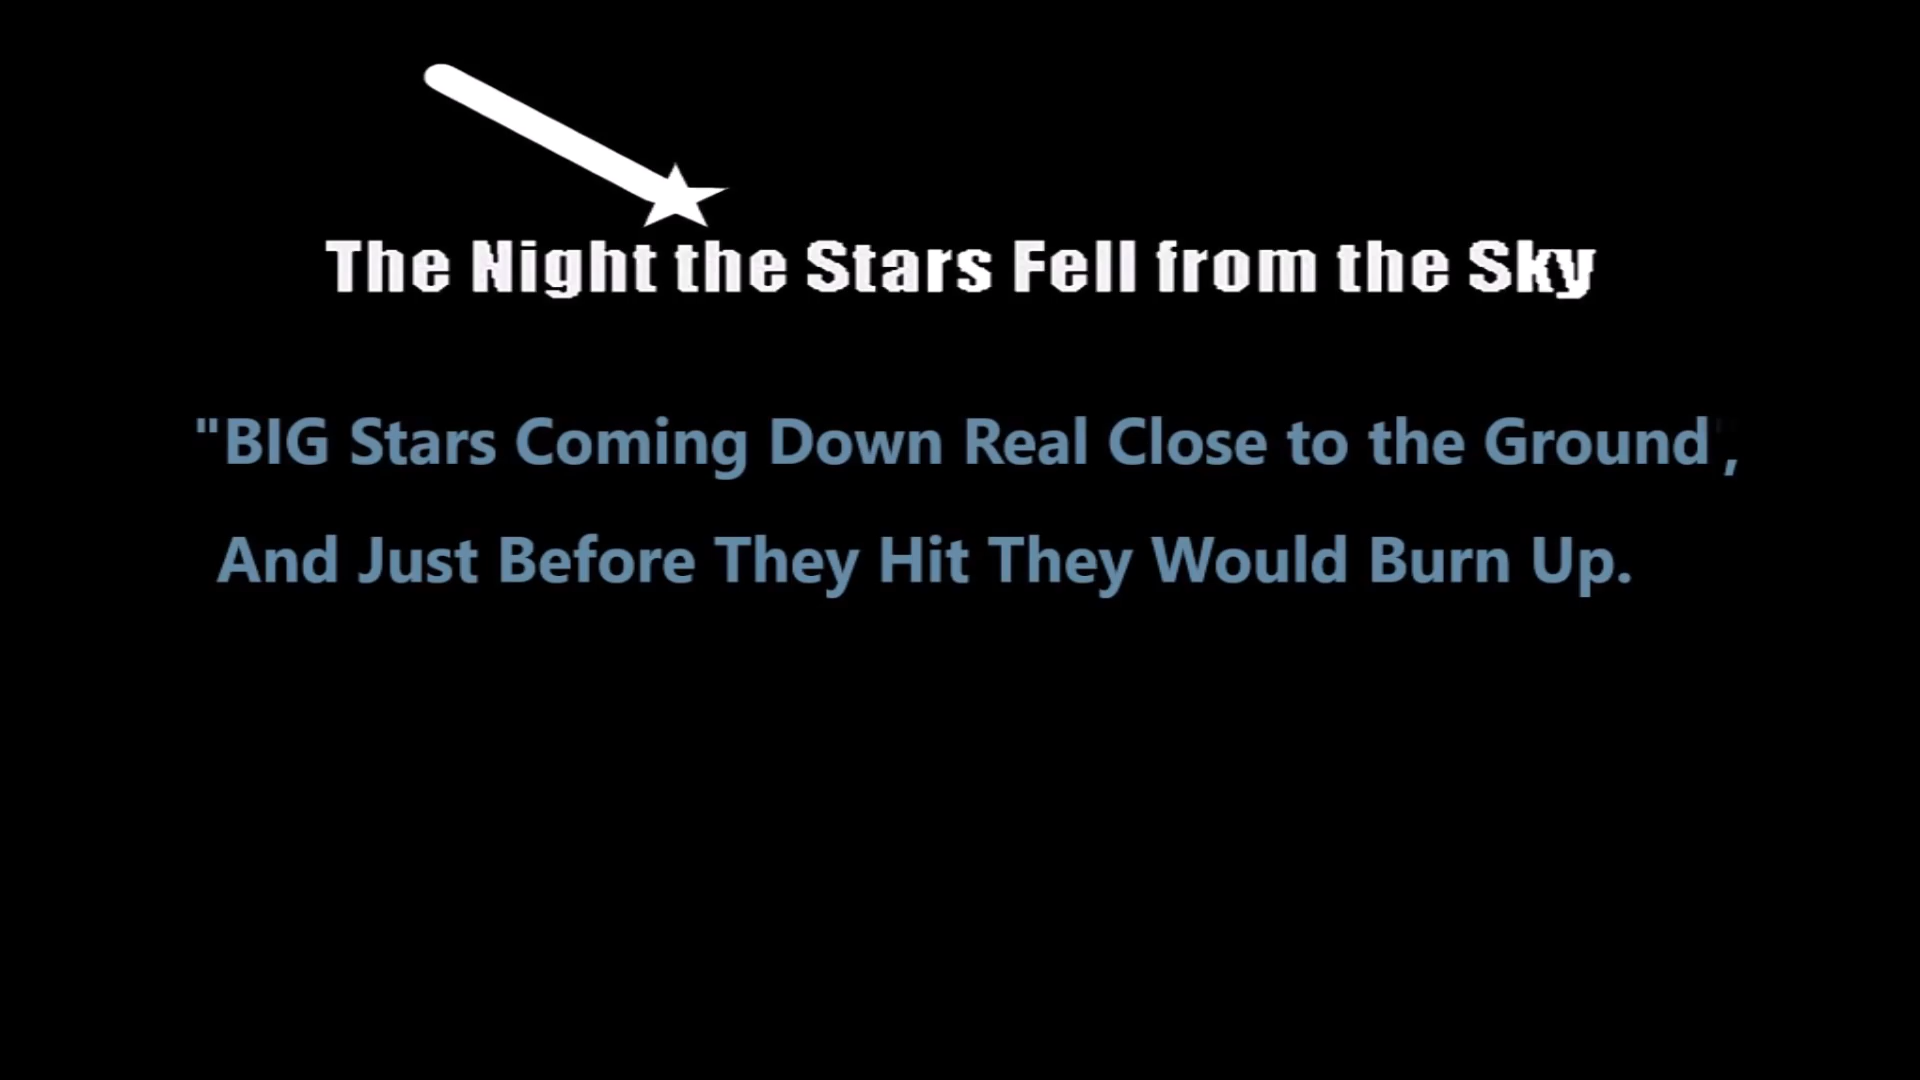 The Night the Stars Fell from the Sky
"BIG Stars Coming Down Real Close to the Ground',
And Just Before They Hit They Would Burn Up.